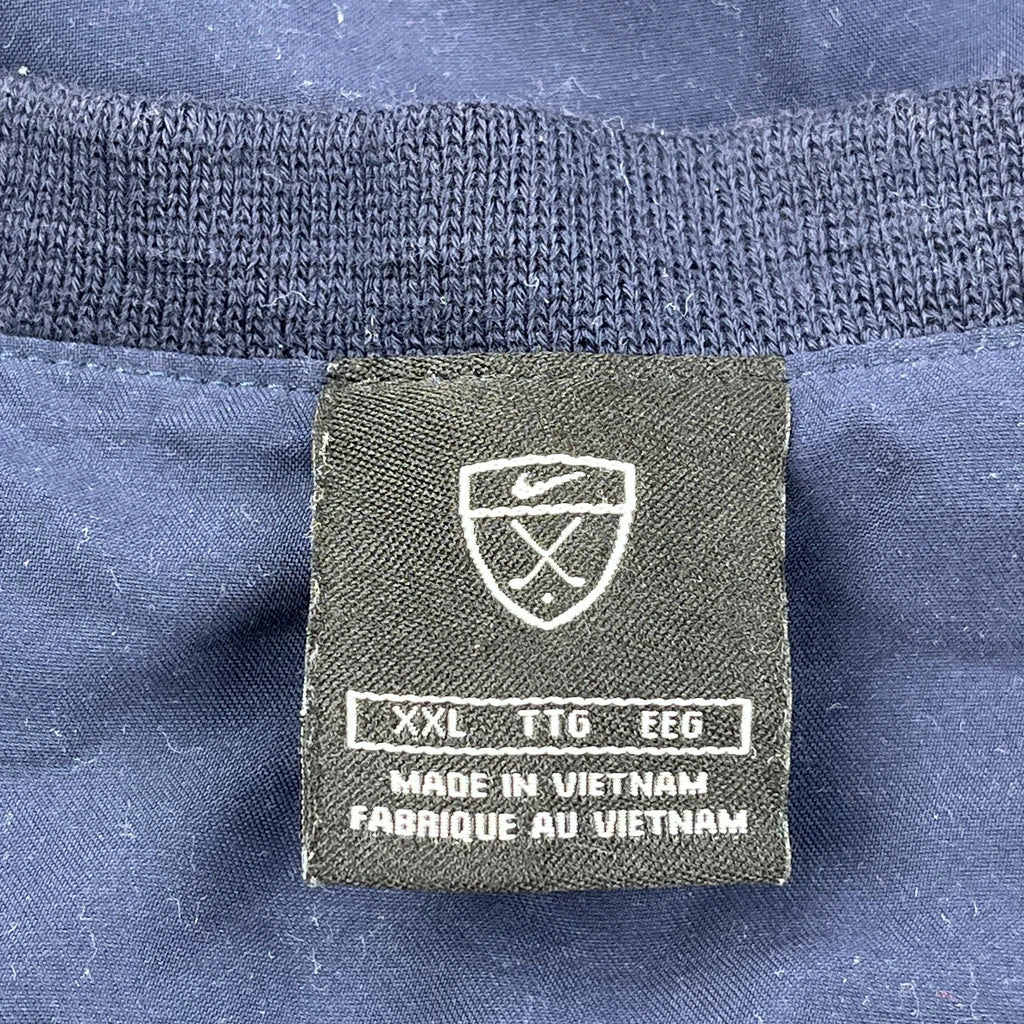 XXL TTG EEG
MADE IN VIETNAM
FABRIQUE AU VIETNAM